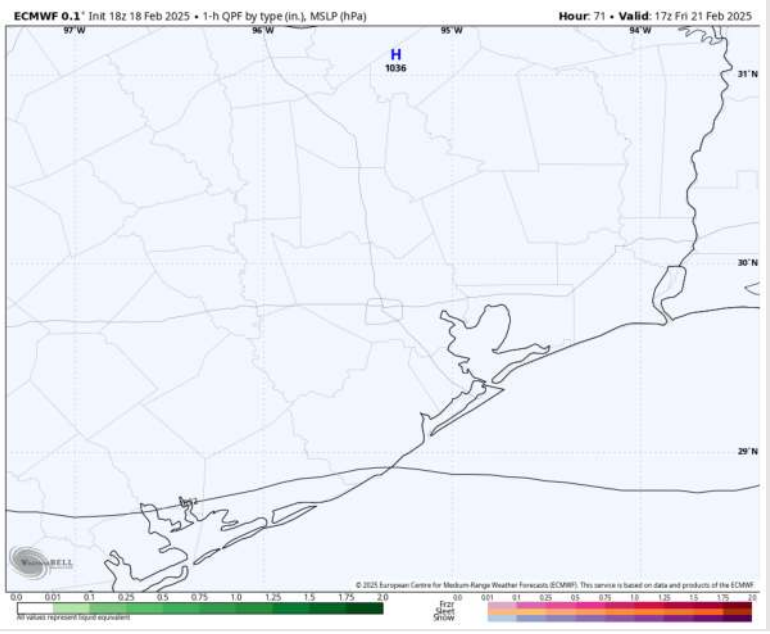 ECMWF 0.1° Init 18z 18 Feb 2025 • 1-h QPF by type (in.), MSLP (hPa)
Hour: 71 • Valid: 17z Fri 21 Feb 2025
97°W 96°W 95°W 94°W
H
1036
31°N
30°N
29°N
WeatherBELL
© 2025 European Centre for Medium-Range Weather Forecasts (ECMWF). This service is based on data and products of the ECMWF
0.0 0.01 0.1 0.25 0.5 0.75 1.0 1.25 1.5 1.75 2.0
All values represent liquid equivalent
0.0 0.01 0.1 0.25 0.5 0.75 1.0 1.25 1.5 1.75 2.0
Frzr
Sleet
Snow